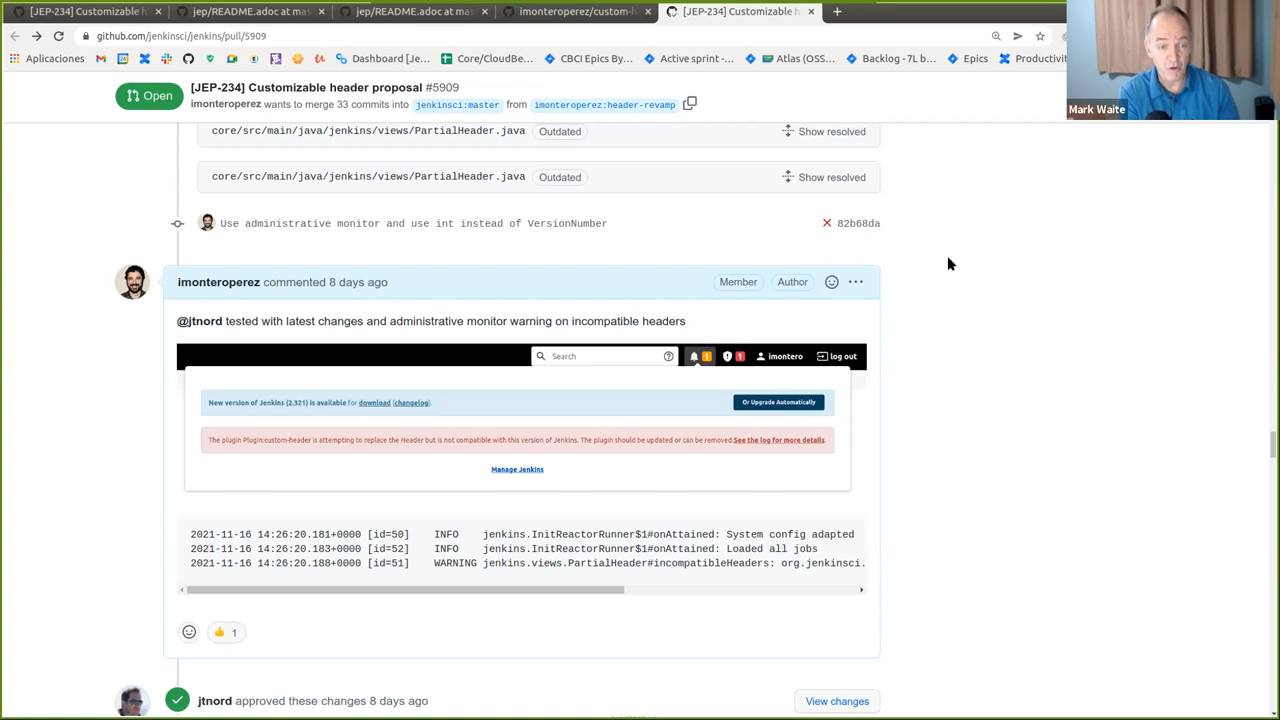 [JEP-234] Customizable h
jep/README.adoc at mas
jep/README.adoc at mas
imonteroperez/custom-h
[JEP-234] Customizable h
github.com/jenkinsci/jenkins/pull/5909
Aplicaciones
Dashboard [Je...
Core/CloudBe...
CBCI Epics By...
Active sprint -...
Atlas (OSS...
Backlog - 7L b...
Epics
Productivi
Mark Waite
Open
[JEP-234] Customizable header proposal #5909
imonteroperez wants to merge 33 commits into jenkinsci:master from imonteroperez:header-revamp
core/src/main/java/jenkins/views/PartialHeader.java Outdated Show resolved
core/src/main/java/jenkins/views/PartialHeader.java Outdated Show resolved
Use administrative monitor and use int instead of VersionNumber 82b68da
imonteroperez commented 8 days ago Member Author
@jtnord tested with latest changes and administrative monitor warning on incompatible headers
Search 1 1 imontero log out
New version of Jenkins (2.321) is available for download (changelog). Or Upgrade Automatically
The plugin Plugin:custom-header is attempting to replace the Header but is not compatible with this version of Jenkins. The plugin should be updated or can be removed.See the log for more details.
Manage Jenkins
2021-11-16 14:26:20.181+0000 [id=50] INFO jenkins.InitReactorRunner$1#onAttained: System config adapted
2021-11-16 14:26:20.183+0000 [id=52] INFO jenkins.InitReactorRunner$1#onAttained: Loaded all jobs
2021-11-16 14:26:20.188+0000 [id=51] WARNING jenkins.views.PartialHeader#incompatibleHeaders: org.jenkinsci.
1
jtnord approved these changes 8 days ago View changes